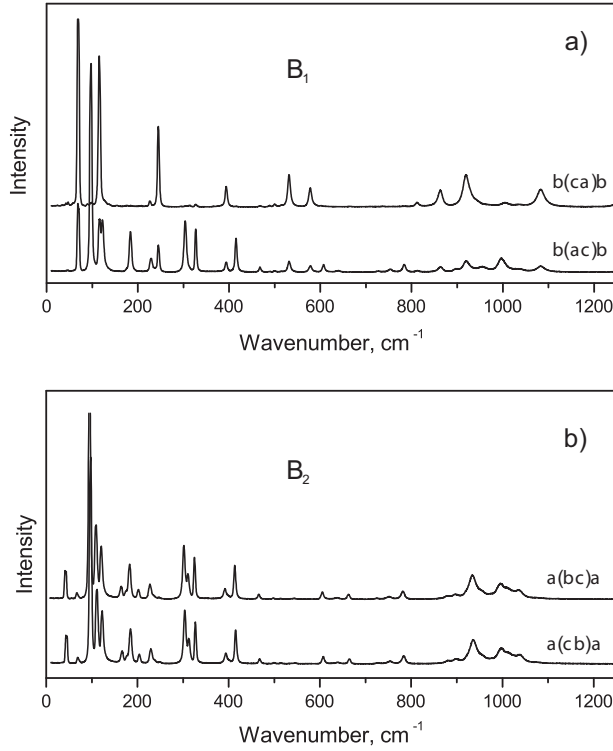 a)
B₁
Intensity
b(ca)b
b(ac)b
0 200 400 600 800 1000 1200
Wavenumber, cm⁻¹
b)
B₂
Intensity
a(bc)a
a(cb)a
0 200 400 600 800 1000 1200
Wavenumber, cm⁻¹